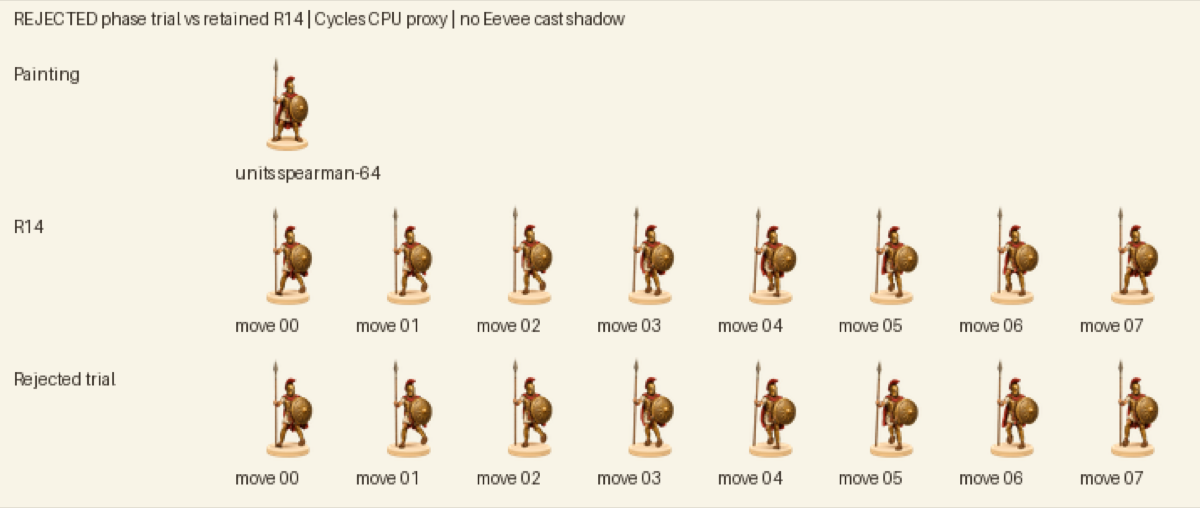 REJECTED phase trial vs retained R14 | Cycles CPU proxy | no Eevee cast shadow
Painting
units spearman-64
R14
move 00 move 01 move 02 move 03 move 04 move 05 move 06 move 07
Rejected trial
move 00 move 01 move 02 move 03 move 04 move 05 move 06 move 07